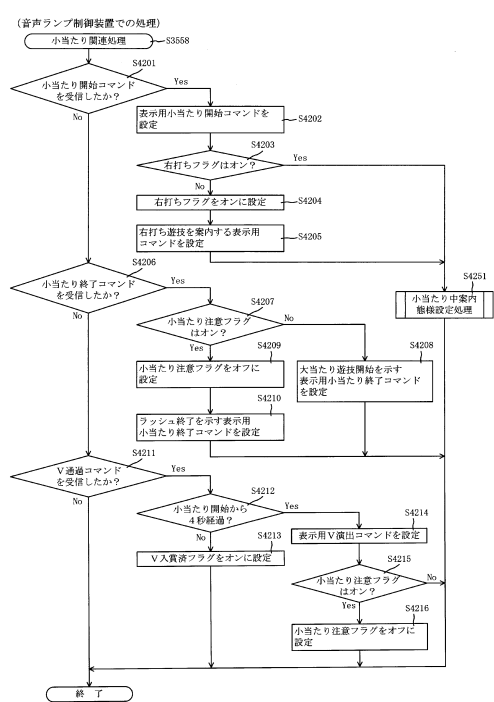 (音声ランプ制御装置での処理)
小当たり関連処理
S3558
S4201
小当たり開始コマンド
を受信したか？
Yes
No
表示用小当たり開始コマンドを
設定
S4202
S4203
右打ちフラグはオン？
Yes
No
右打ちフラグをオンに設定
S4204
右打ち遊技を案内する表示用
コマンドを設定
S4205
S4206
小当たり終了コマンド
を受信したか？
Yes
No
S4251
小当たり中案内
態様設定処理
S4207
小当たり注意フラグ
はオン？
No
Yes
S4209
小当たり注意フラグをオフに
設定
S4208
大当たり遊技開始を示す
表示用小当たり終了コマンド
を設定
S4210
ラッシュ終了を示す表示用
小当たり終了コマンドを設定
S4211
Ｖ通過コマンド
を受信したか？
Yes
No
S4212
小当たり開始から
４秒経過？
Yes
No
S4213
Ｖ入賞済フラグをオンに設定
S4214
表示用Ｖ演出コマンドを設定
S4215
小当たり注意フラグ
はオン？
No
Yes
S4216
小当たり注意フラグをオフに
設定
終 了